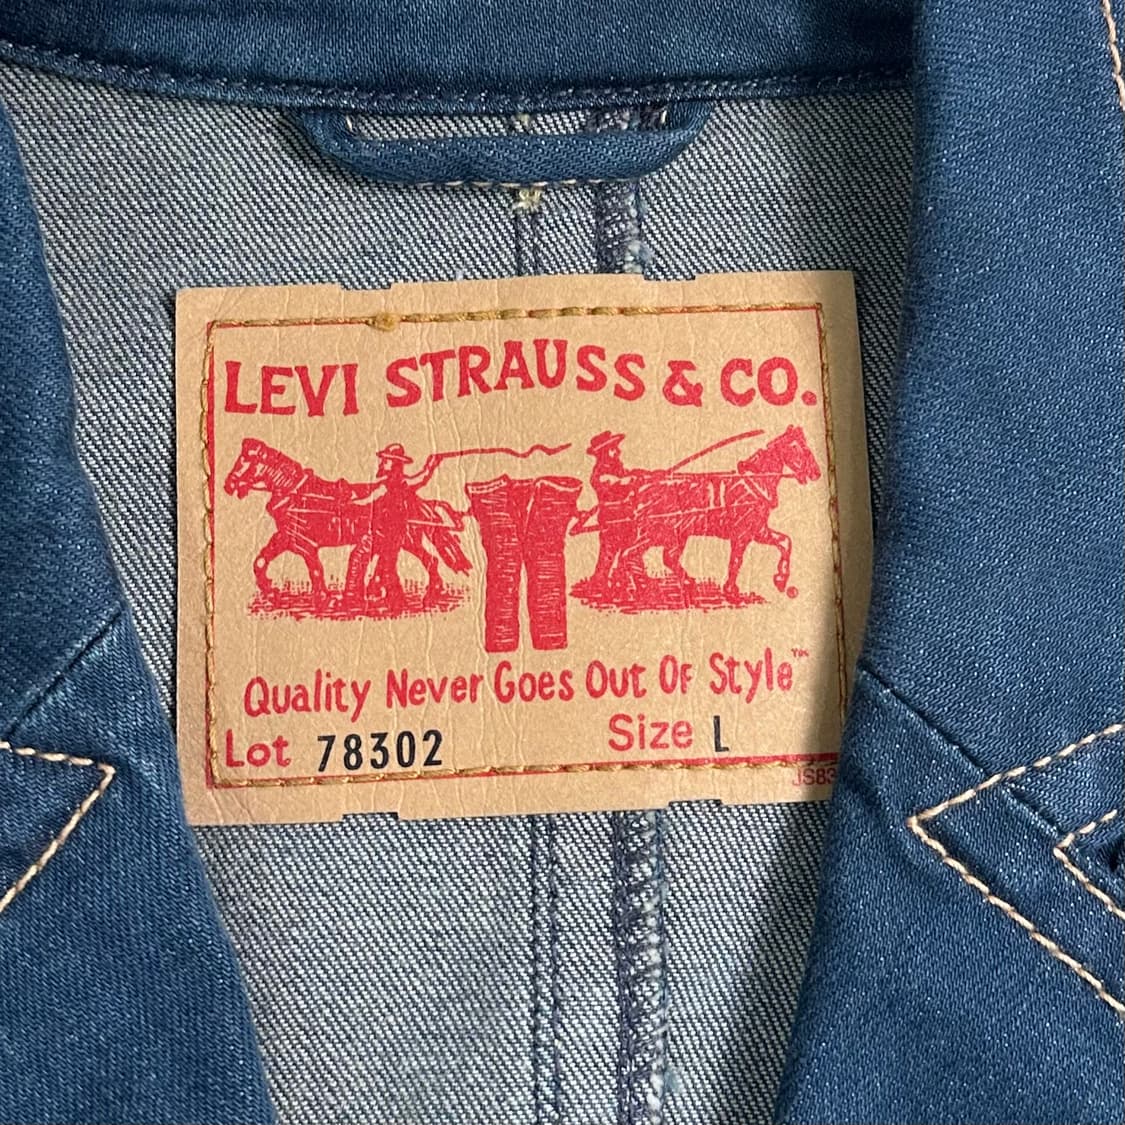 LEVI STRAUSS & CO.
®
Quality Never Goes Out Of Style™
Lot 78302 Size L